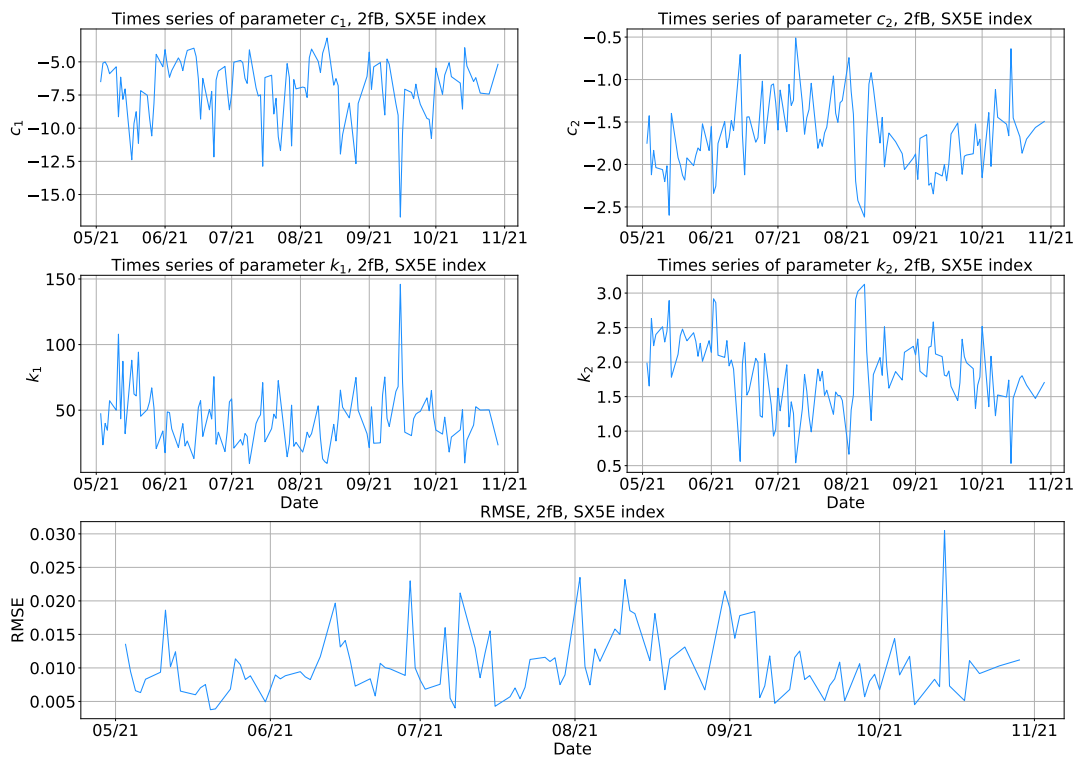 Times series of parameter c₁, 2fB, SX5E index
c₁
−5.0
−7.5
−10.0
−12.5
−15.0
05/21 06/21 07/21 08/21 09/21 10/21 11/21
Times series of parameter c₂, 2fB, SX5E index
c₂
−0.5
−1.0
−1.5
−2.0
−2.5
05/21 06/21 07/21 08/21 09/21 10/21 11/21
Times series of parameter k₁, 2fB, SX5E index
k₁
150
100
50
05/21 06/21 07/21 08/21 09/21 10/21 11/21
Date
Times series of parameter k₂, 2fB, SX5E index
k₂
3.0
2.5
2.0
1.5
1.0
0.5
05/21 06/21 07/21 08/21 09/21 10/21 11/21
Date
RMSE, 2fB, SX5E index
RMSE
0.030
0.025
0.020
0.015
0.010
0.005
05/21 06/21 07/21 08/21 09/21 10/21 11/21
Date